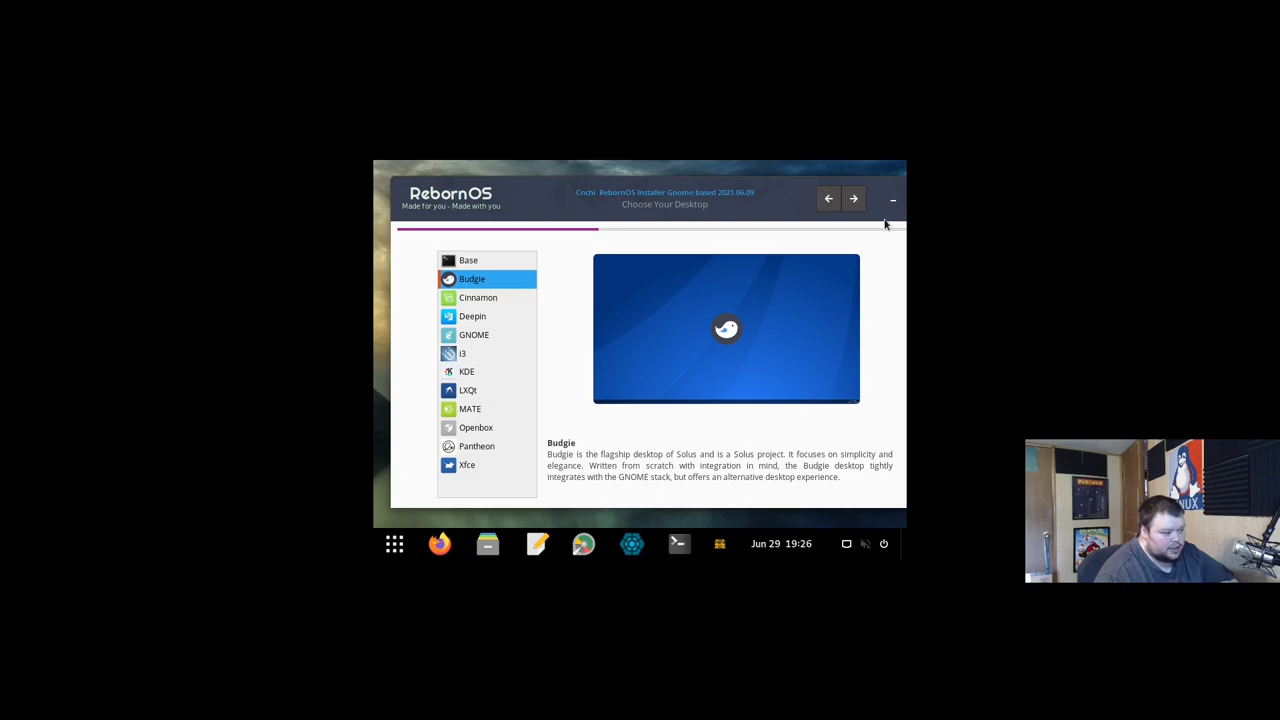 RebornOS
Made for you - Made with you
Cnchi RebornOS Installer Gnome based 2021.06.09
Choose Your Desktop
Base
Budgie
Cinnamon
Deepin
GNOME
i3
KDE
LXQt
MATE
Openbox
Pantheon
Xfce
Budgie
Budgie is the flagship desktop of Solus and is a Solus project. It focuses on simplicity and
elegance. Written from scratch with integration in mind, the Budgie desktop tightly
integrates with the GNOME stack, but offers an alternative desktop experience.
Jun 29 19:26